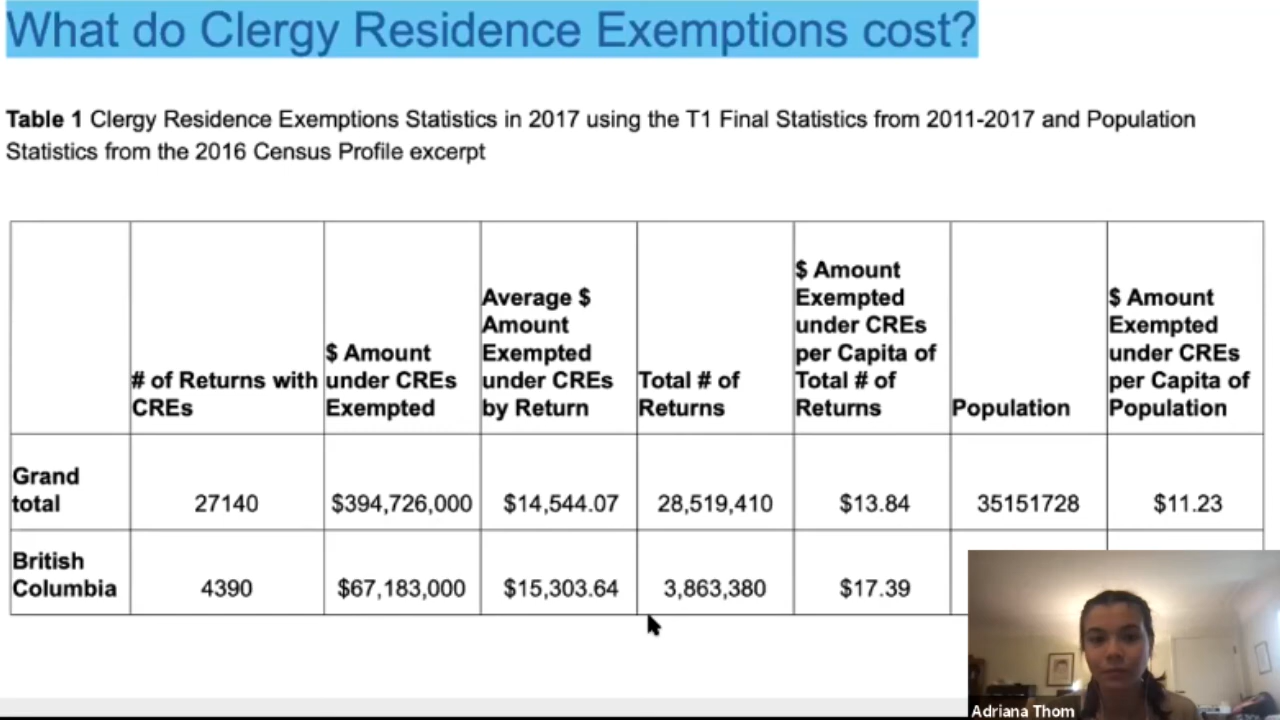 What do Clergy Residence Exemptions cost?
Table 1 Clergy Residence Exemptions Statistics in 2017 using the T1 Final Statistics from 2011-2017 and Population
Statistics from the 2016 Census Profile excerpt
# of Returns with CREs
$ Amount under CREs Exempted
Average $ Amount Exempted under CREs by Return
Total # of Returns
$ Amount Exempted under CREs per Capita of Total # of Returns
Population
$ Amount Exempted under CREs per Capita of Population
Grand total 27140 $394,726,000 $14,544.07 28,519,410 $13.84 35151728 $11.23
British Columbia 4390 $67,183,000 $15,303.64 3,863,380 $17.39
Adriana Thom